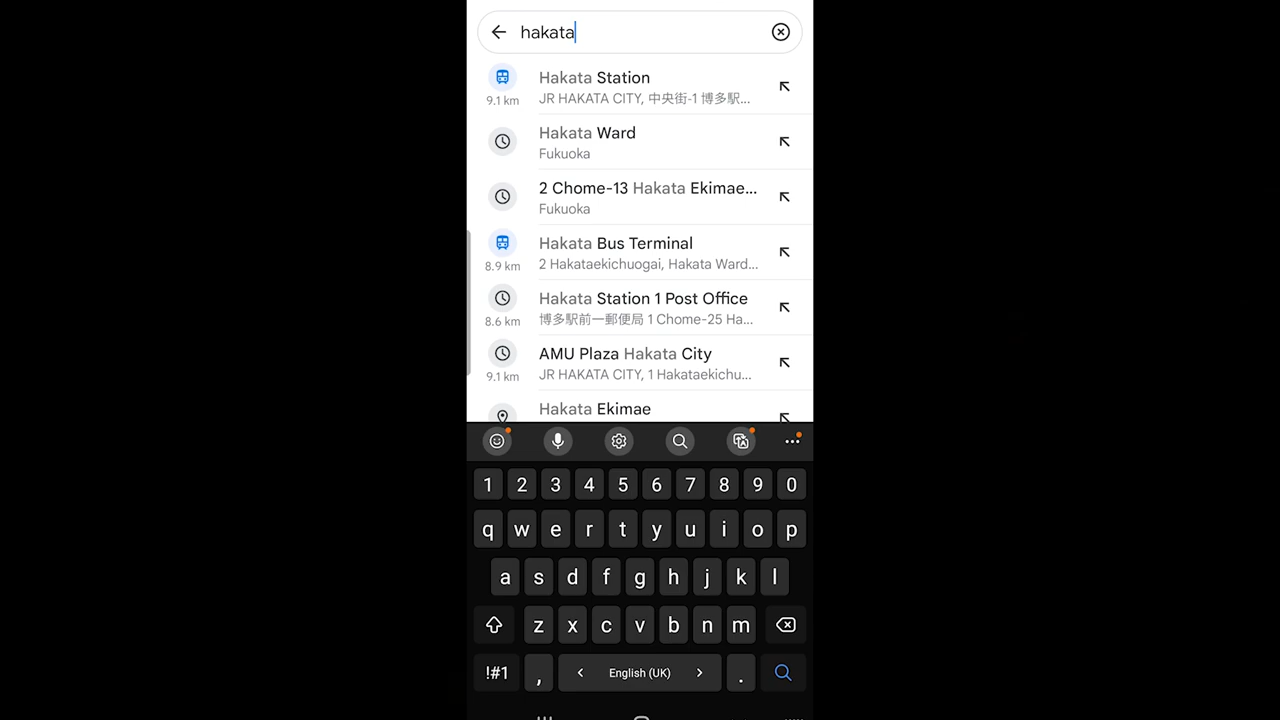 hakata
Hakata Station
9.1 km
JR HAKATA CITY, 中央街-1 博多駅...
Hakata Ward
Fukuoka
2 Chome-13 Hakata Ekimae...
Fukuoka
Hakata Bus Terminal
8.9 km
2 Hakataekichuogai, Hakata Ward...
Hakata Station 1 Post Office
8.6 km
博多駅前一郵便局 1 Chome-25 Ha...
AMU Plaza Hakata City
9.1 km
JR HAKATA CITY, 1 Hakataekichu...
Hakata Ekimae
1 2 3 4 5 6 7 8 9 0
q w e r t y u i o p
a s d f g h j k l
z x c v b n m
!#1 , < English (UK) > .